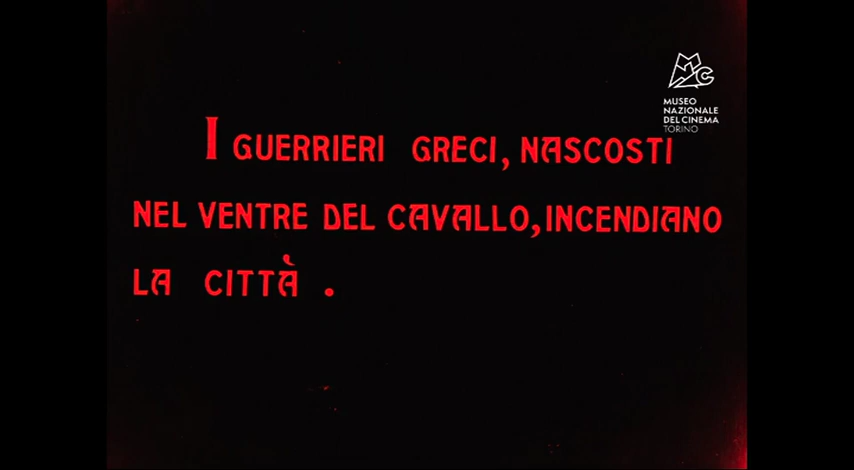 MUSEO
NAZIONALE
DEL CINEMA
TORINO
I GUERRIERI GRECI, NASCOSTI
NEL VENTRE DEL CAVALLO, INCENDIANO
LA CITTÀ.